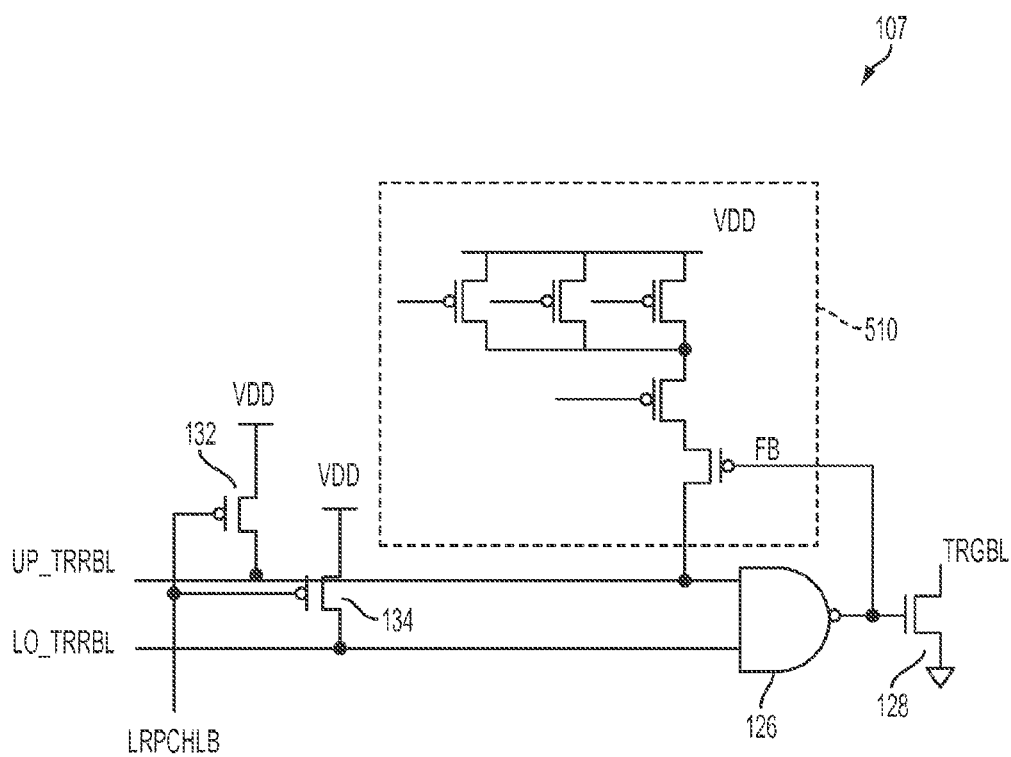 107
VDD
510
VDD
132
VDD
FB
UP_TRRBL
TRGBL
134
LO_TRRBL
128
126
LRPCHLB